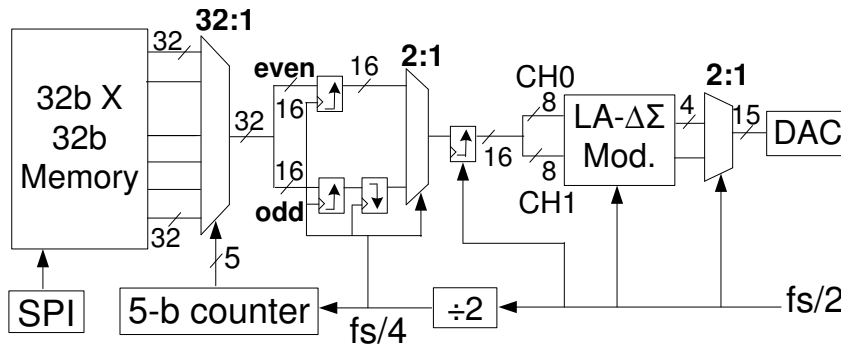 32:1
32
32b X
32b
Memory
32
32
5
SPI
5-b counter
even
16
16
2:1
16
odd
fs/4
÷2
16
CH0
8
8
CH1
LA-ΔΣ
Mod.
4
2:1
15
DAC
fs/2